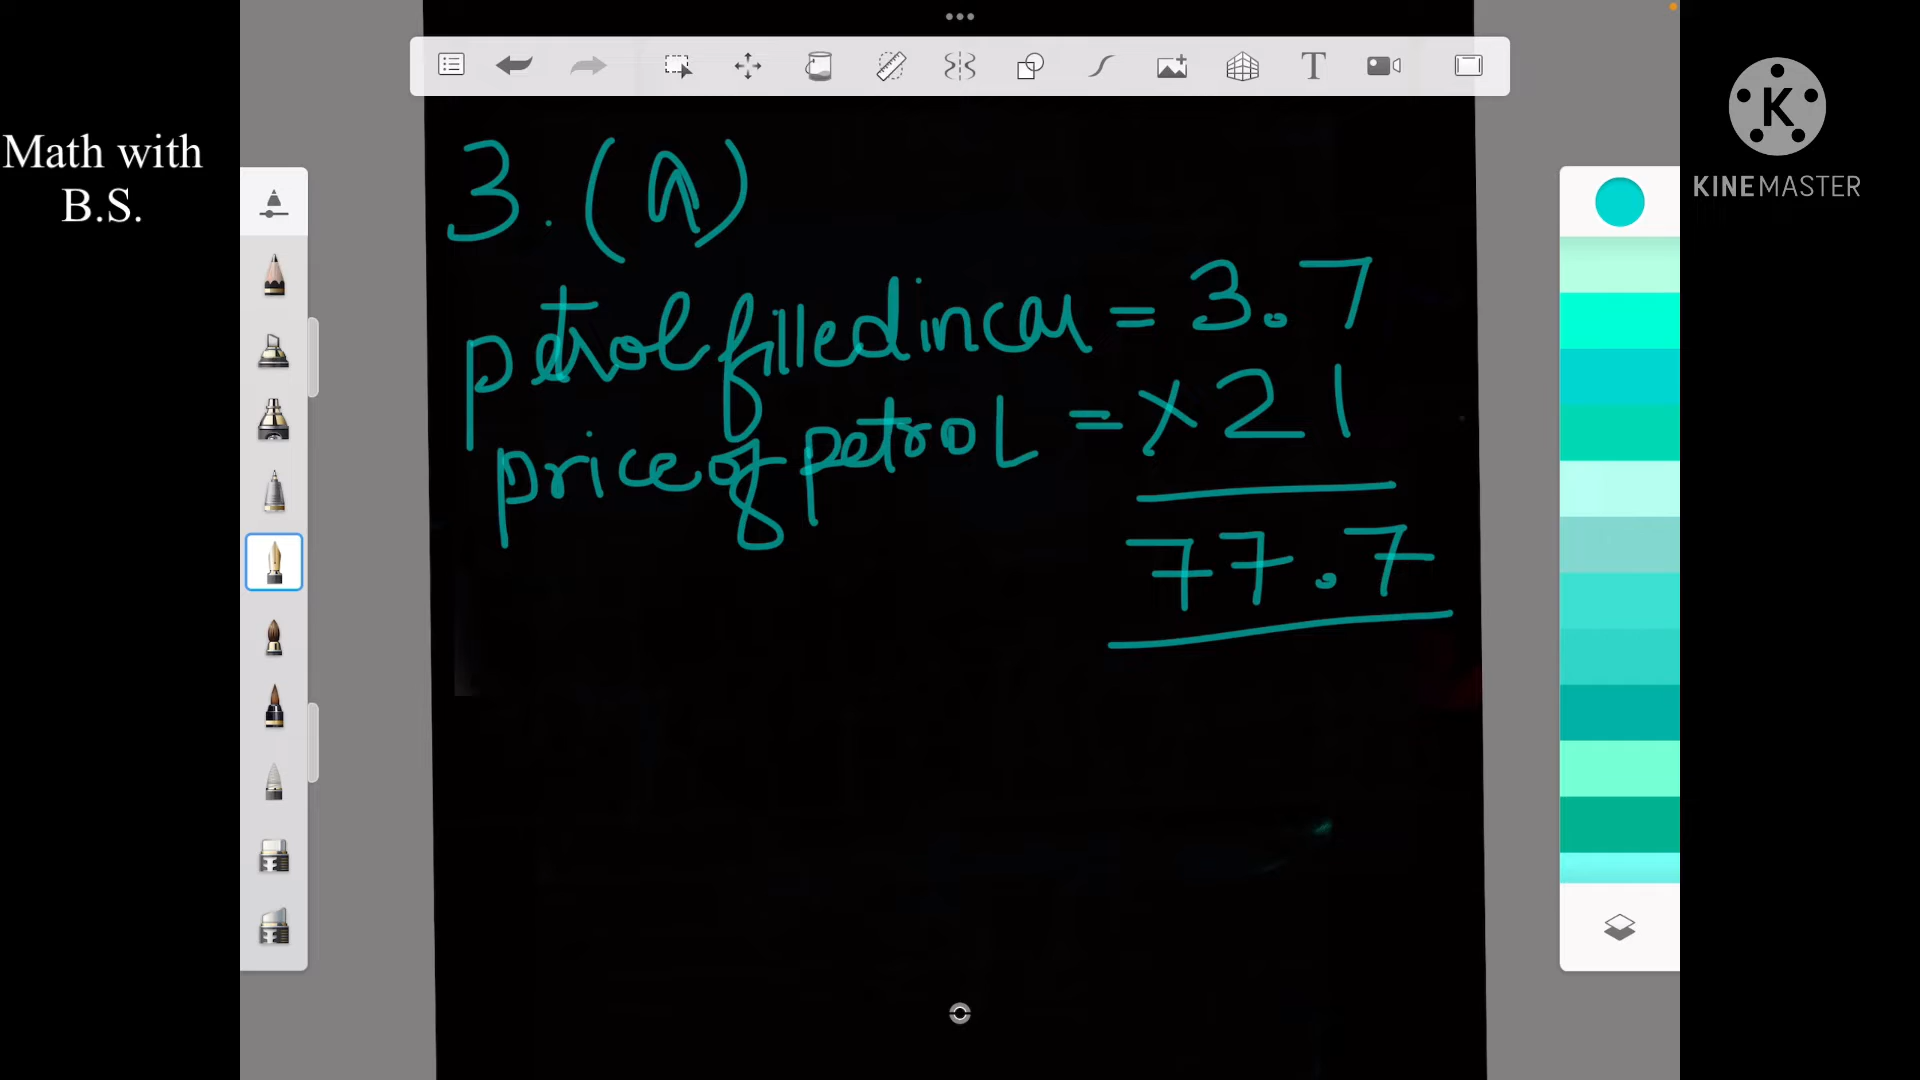 Math with
B.S.
KINEMASTER
3. (A)
petrol filled in car = 3.7
price of petrol = × 21
77.7